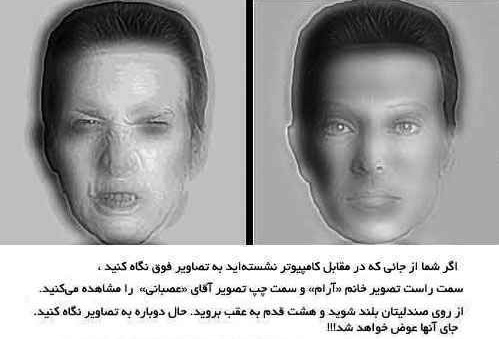 اگر شما از جائی که در مقابل کامپیوتر نشسته‌اید به تصاویر فوق نگاه کنید ،
سمت راست تصویر خانم «آرام» و سمت چپ تصویر آقای «عصبانی» را مشاهده می‌کنید.
از روی صندلیتان بلند شوید و هشت قدم به عقب بروید. حال دوباره به تصاویر نگاه کنید.
جای آنها عوض خواهد شد!!!